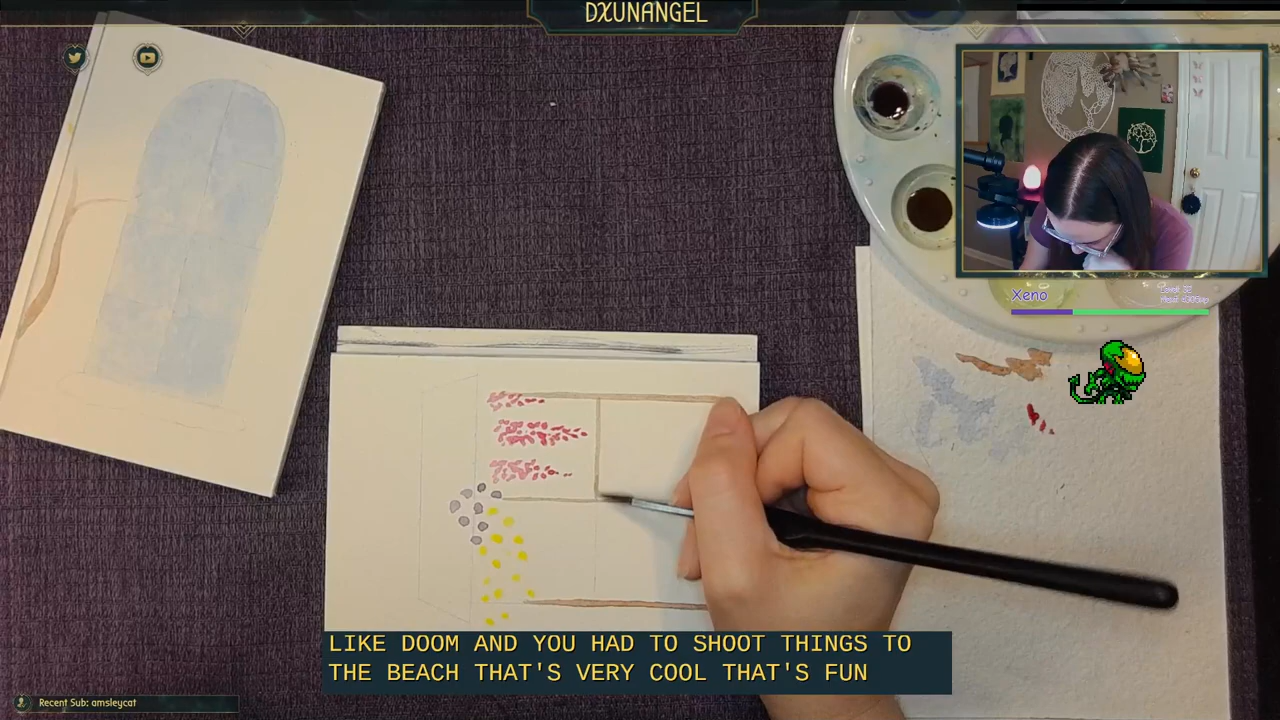 DXUNANGEL
Xeno
LIKE DOOM AND YOU HAD TO SHOOT THINGS TO
THE BEACH THAT'S VERY COOL THAT'S FUN
Recent Sub: amsleycat